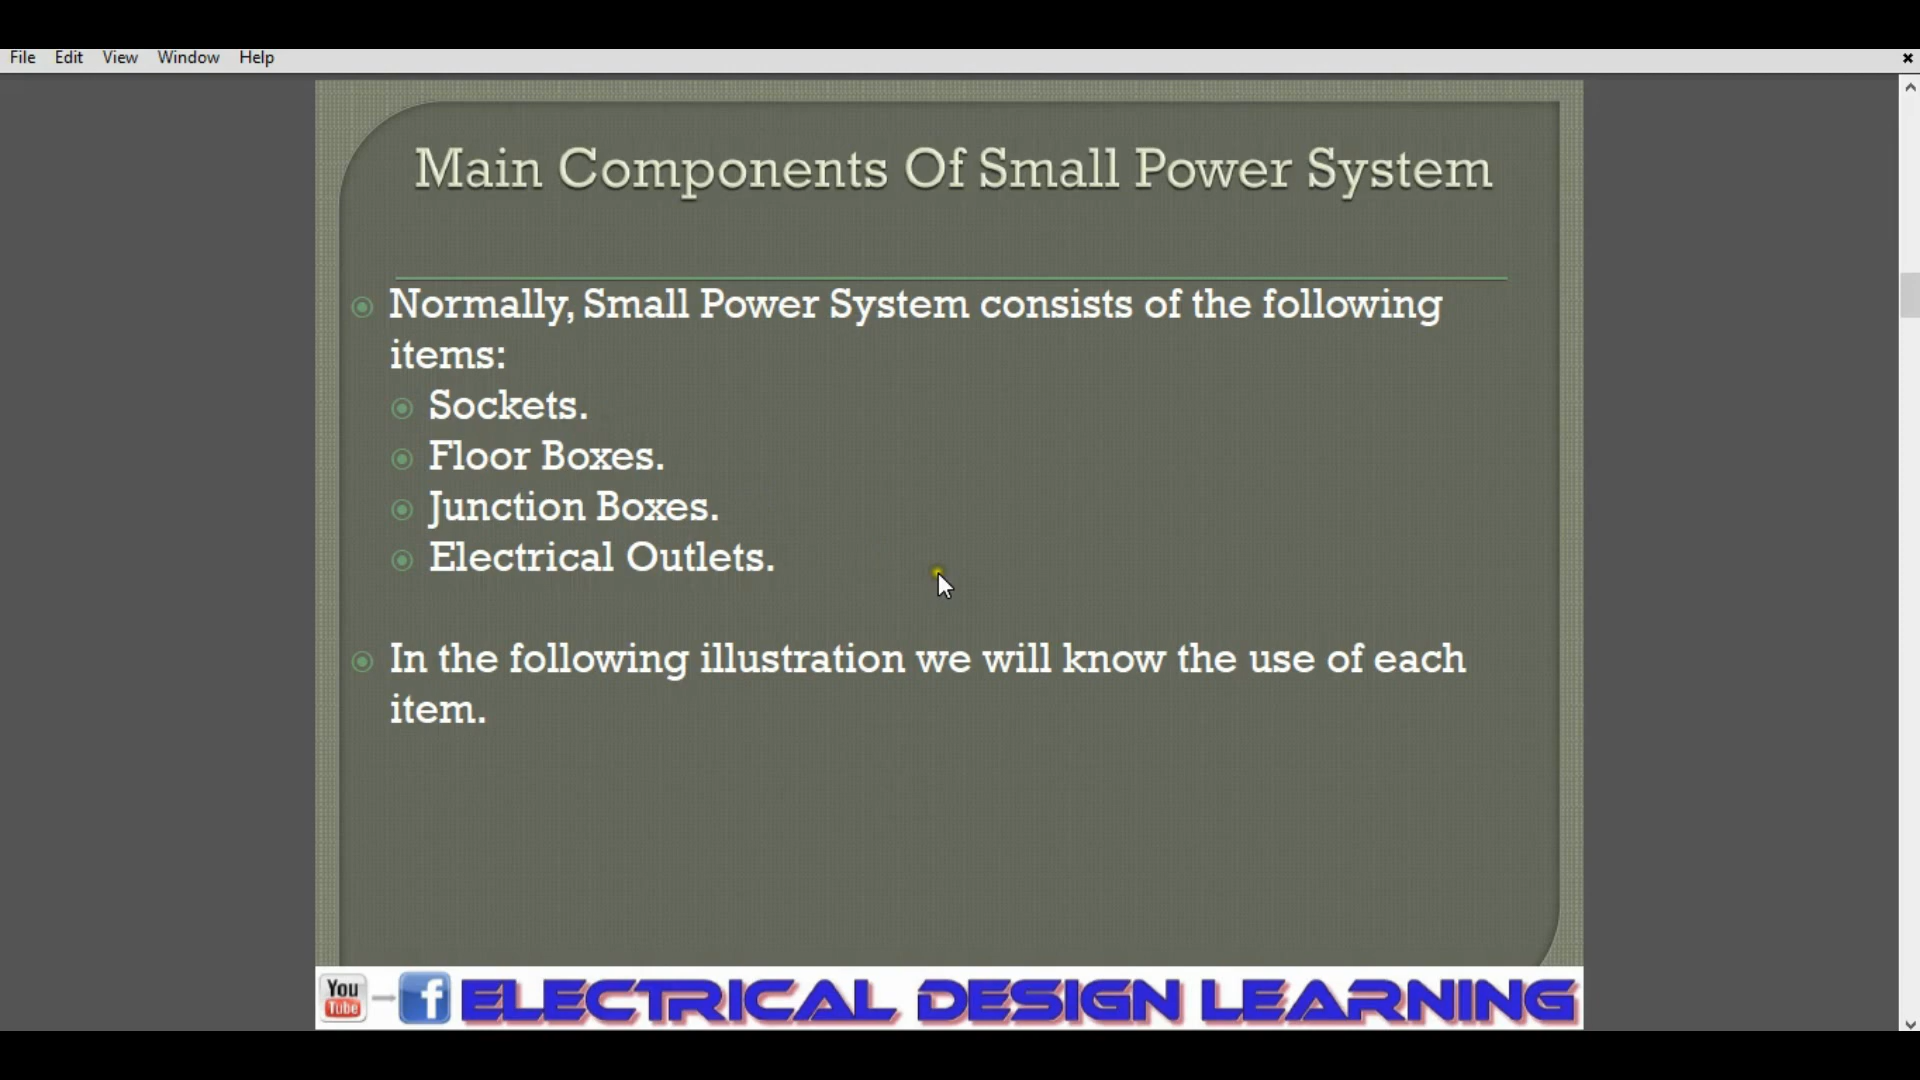 File Edit View Window Help
Main Components Of Small Power System
Normally, Small Power System consists of the following
items:
Sockets.
Floor Boxes.
Junction Boxes.
Electrical Outlets.
In the following illustration we will know the use of each
item.
You Tube f ELECTRICAL DESIGN LEARNING